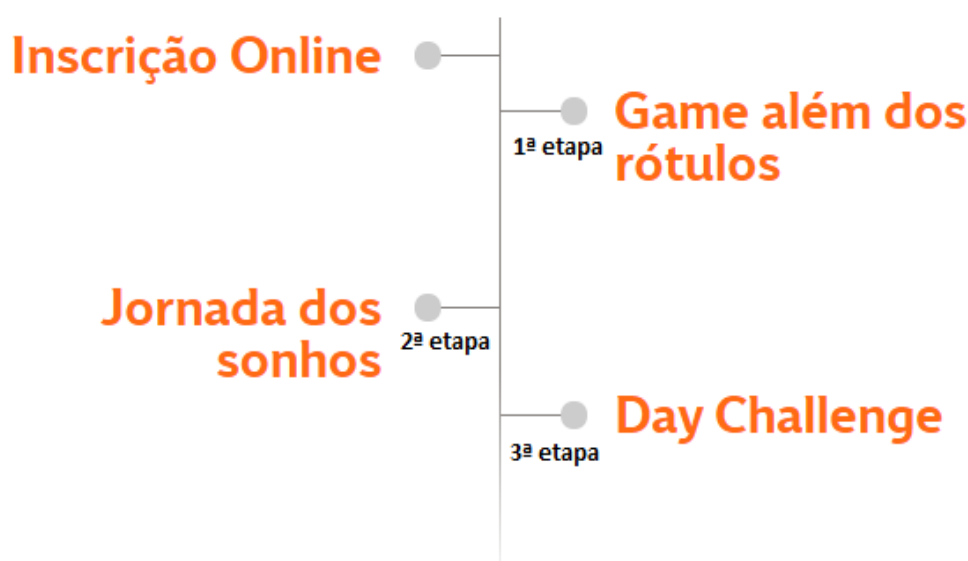 Inscrição Online
Game além dos
rótulos
1ª etapa
Jornada dos
sonhos
2ª etapa
Day Challenge
3ª etapa